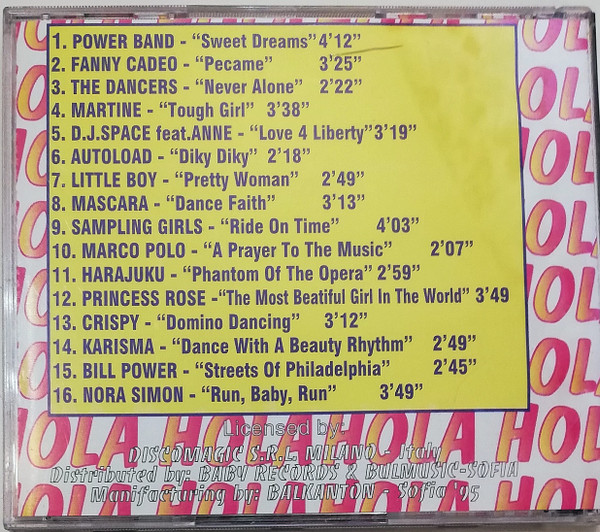 1. POWER BAND - “Sweet Dreams” 4’12”
2. FANNY CADEO - “Pecame” 3’25”
3. THE DANCERS - “Never Alone” 2’22”
4. MARTINE - “Tough Girl” 3’38”
5. D.J.SPACE feat.ANNE - “Love 4 Liberty” 3’19”
6. AUTOLOAD - “Diky Diky” 2’18”
7. LITTLE BOY - “Pretty Woman” 2’49”
8. MASCARA - “Dance Faith” 3’13”
9. SAMPLING GIRLS - “Ride On Time” 4’03”
10. MARCO POLO - “A Prayer To The Music” 2’07”
11. HARAJUKU - “Phantom Of The Opera” 2’59”
12. PRINCESS ROSE -“The Most Beatiful Girl In The World” 3’49
13. CRISPY - “Domino Dancing” 3’12”
14. KARISMA - “Dance With A Beauty Rhythm” 2’49”
15. BILL POWER - “Streets Of Philadelphia” 2’45”
16. NORA SIMON - “Run, Baby, Run” 3’49”
HOLA HOLA HOLA HOLA HOL
Licensed by:
DISCOMAGIC S.R.L. MILANO - Italy
Distributed by: BABY RECORDS & BULMUSIC-SOFIA
Manifacturing by: BALKANTON - Sofia '95